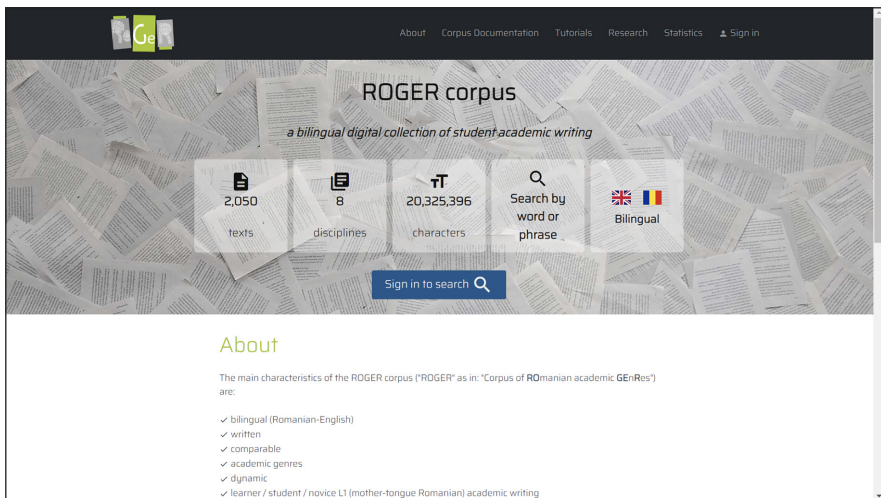 RoGeR
About Corpus Documentation Tutorials Research Statistics Sign in
ROGER corpus
a bilingual digital collection of student academic writing
2,050
texts
8
disciplines
20,325,396
characters
Search by
word or
phrase
Bilingual
Sign in to search
About
The main characteristics of the ROGER corpus ("ROGER" as in: "Corpus of ROmanian academic GEnRes")
are:
✓ bilingual (Romanian-English)
✓ written
✓ comparable
✓ academic genres
✓ dynamic
✓ learner / student / novice L1 (mother-tongue Romanian) academic writing